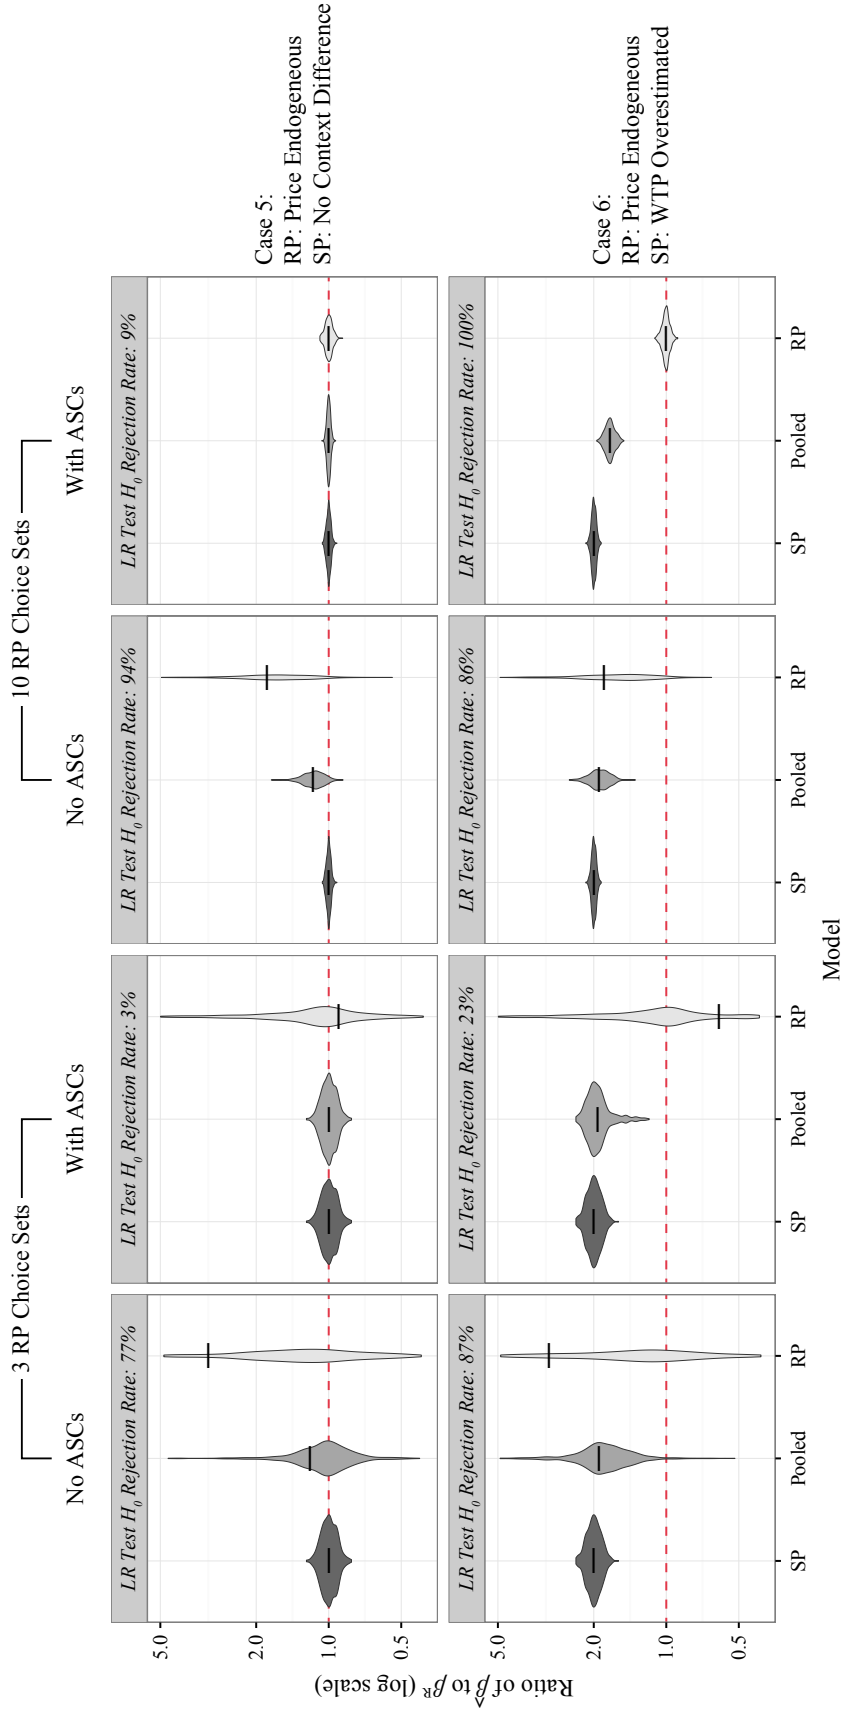 3 RP Choice Sets
10 RP Choice Sets
No ASCs
With ASCs
No ASCs
With ASCs
LR Test H0 Rejection Rate: 77%
LR Test H0 Rejection Rate: 3%
LR Test H0 Rejection Rate: 94%
LR Test H0 Rejection Rate: 9%
5.0
2.0
1.0
0.5
Case 5:
RP: Price Endogeneous
SP: No Context Difference
LR Test H0 Rejection Rate: 87%
LR Test H0 Rejection Rate: 23%
LR Test H0 Rejection Rate: 86%
LR Test H0 Rejection Rate: 100%
5.0
2.0
1.0
0.5
Case 6:
RP: Price Endogeneous
SP: WTP Overestimated
SP Pooled RP
SP Pooled RP
SP Pooled RP
SP Pooled RP
Model
Ratio of β̂ to βᴿ (log scale)